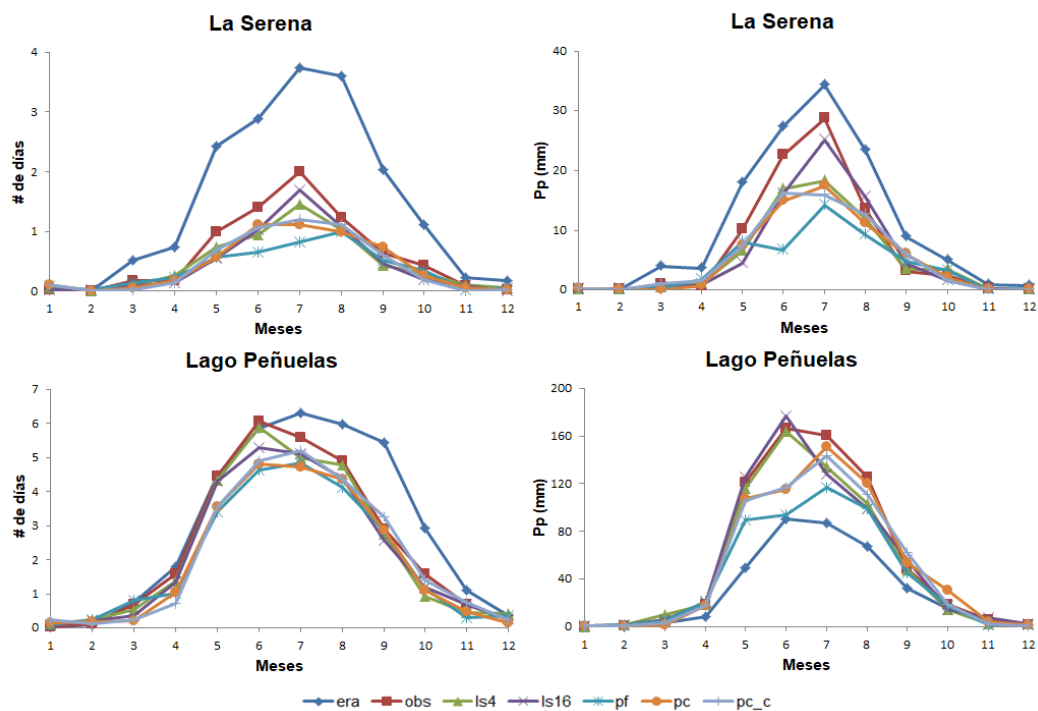 La Serena
# de días
4
3
2
1
0
1 2 3 4 5 6 7 8 9 10 11 12
Meses
La Serena
Pp (mm)
40
30
20
10
0
1 2 3 4 5 6 7 8 9 10 11 12
Meses
Lago Peñuelas
# de días
7
6
5
4
3
2
1
0
1 2 3 4 5 6 7 8 9 10 11 12
Meses
Lago Peñuelas
Pp (mm)
200
160
120
80
40
0
1 2 3 4 5 6 7 8 9 10 11 12
Meses
era obs ls4 ls16 pf pc pc_c